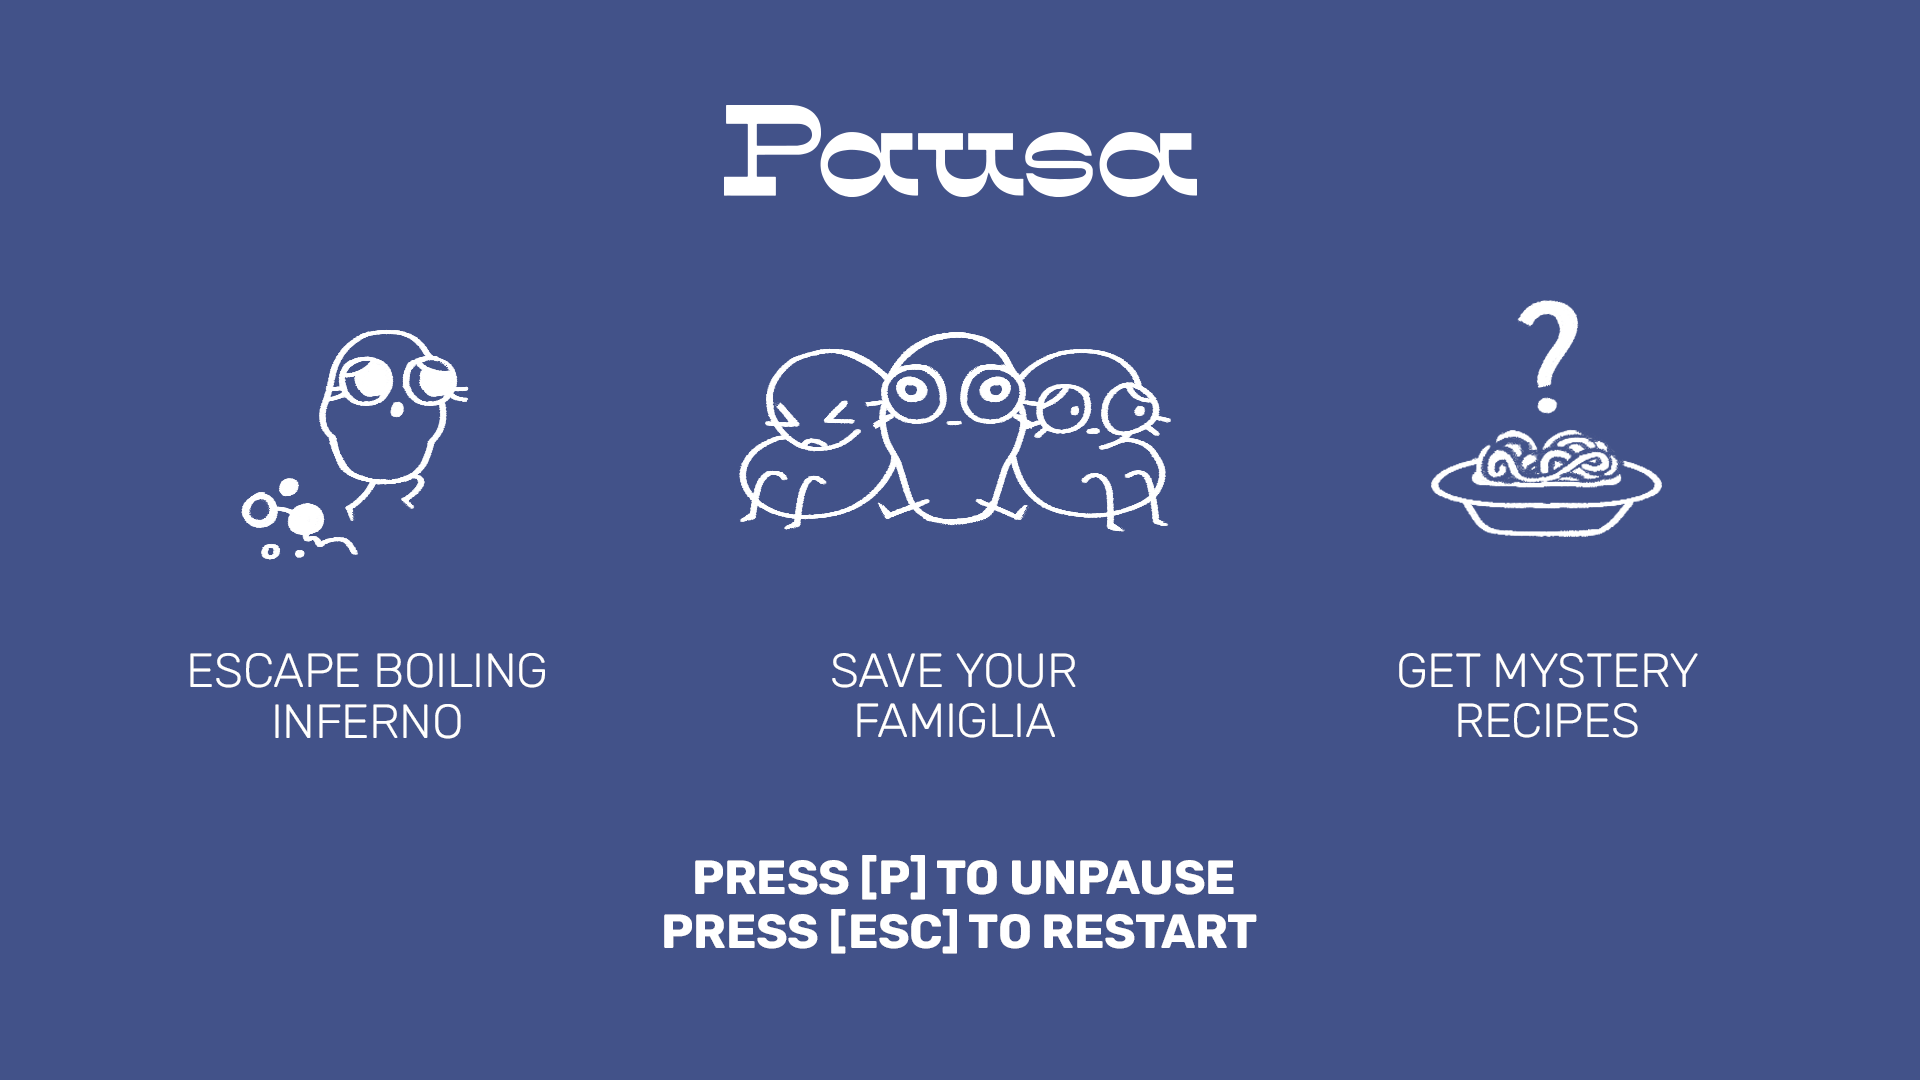 Pausa
?
ESCAPE BOILING
INFERNO
SAVE YOUR
FAMIGLIA
GET MYSTERY
RECIPES
PRESS [P] TO UNPAUSE
PRESS [ESC] TO RESTART